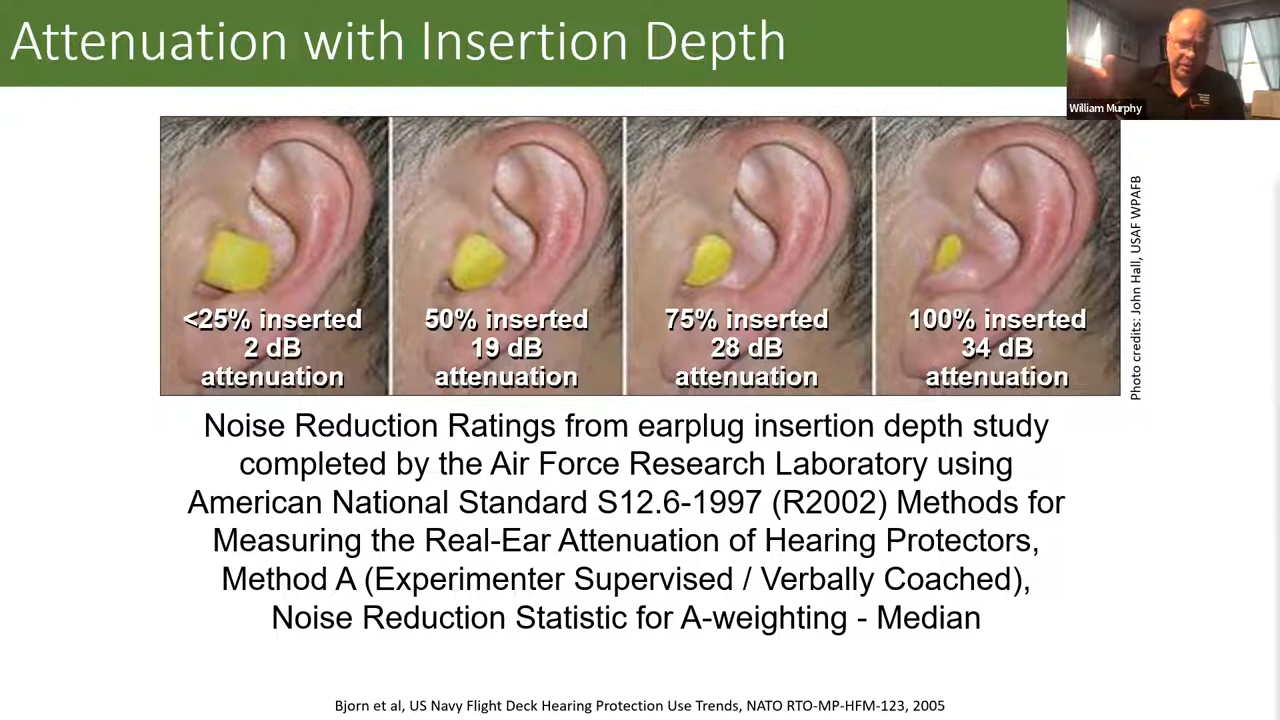 Attenuation with Insertion Depth
William Murphy
<25% inserted
2 dB
attenuation
50% inserted
19 dB
attenuation
75% inserted
28 dB
attenuation
100% inserted
34 dB
attenuation
Photo credits: John Hall, USAF WPAFB
Noise Reduction Ratings from earplug insertion depth study
completed by the Air Force Research Laboratory using
American National Standard S12.6-1997 (R2002) Methods for
Measuring the Real-Ear Attenuation of Hearing Protectors,
Method A (Experimenter Supervised / Verbally Coached),
Noise Reduction Statistic for A-weighting - Median
Bjorn et al, US Navy Flight Deck Hearing Protection Use Trends, NATO RTO-MP-HFM-123, 2005